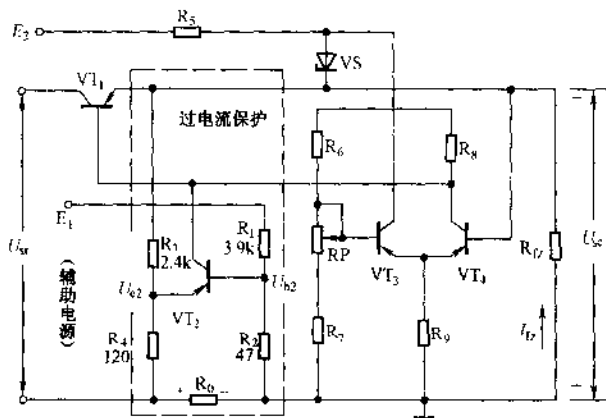 E₂
R₅
VS
VT₁
过电流保护
R₆
R₈
E₁
R₃
2.4k
R₁
3.9k
RP
VT₃
VT₄
R_fz
U_sr
U_sc
(辅助电源)
U_e2
U_b2
VT₂
I_fz
R₄
120
R₂
47
R₇
R₉
R₀